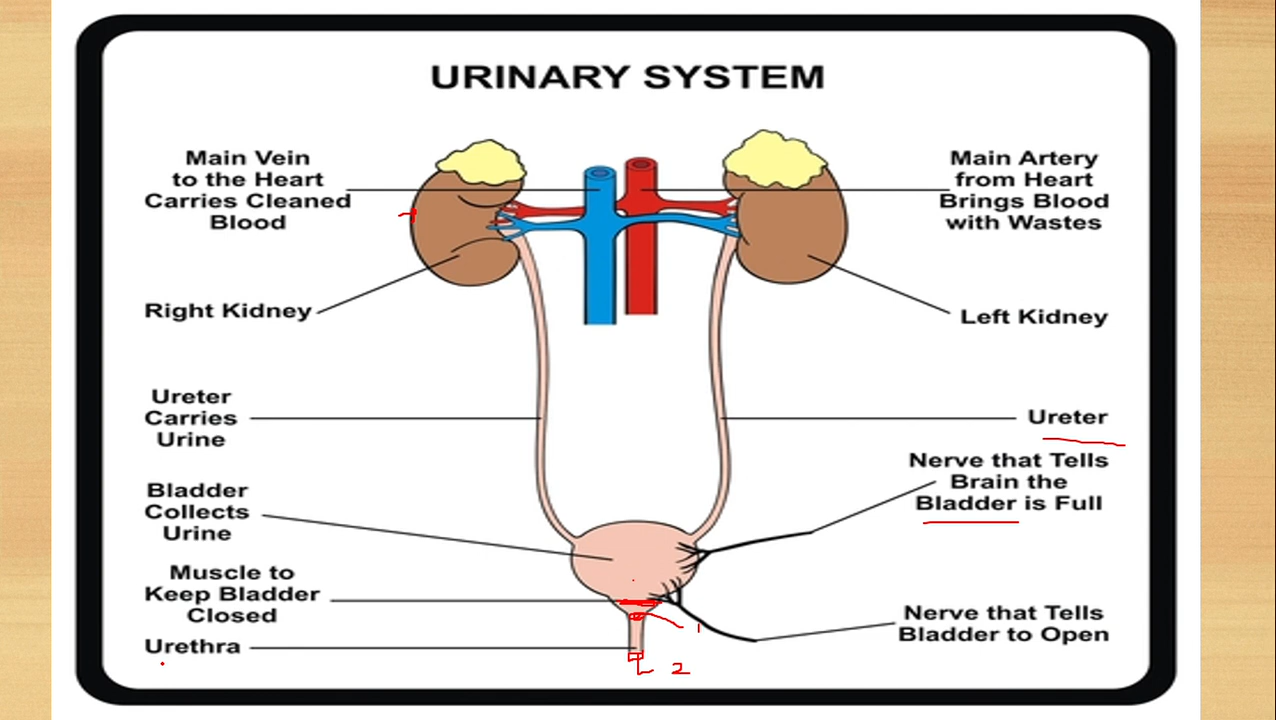 URINARY SYSTEM
Main Vein
to the Heart
Carries Cleaned
Blood
Main Artery
from Heart
Brings Blood
with Wastes
Right Kidney
Left Kidney
Ureter
Carries
Urine
Ureter
Nerve that Tells
Brain the
Bladder is Full
Bladder
Collects
Urine
Muscle to
Keep Bladder
Closed
Nerve that Tells
Bladder to Open
Urethra
1
2